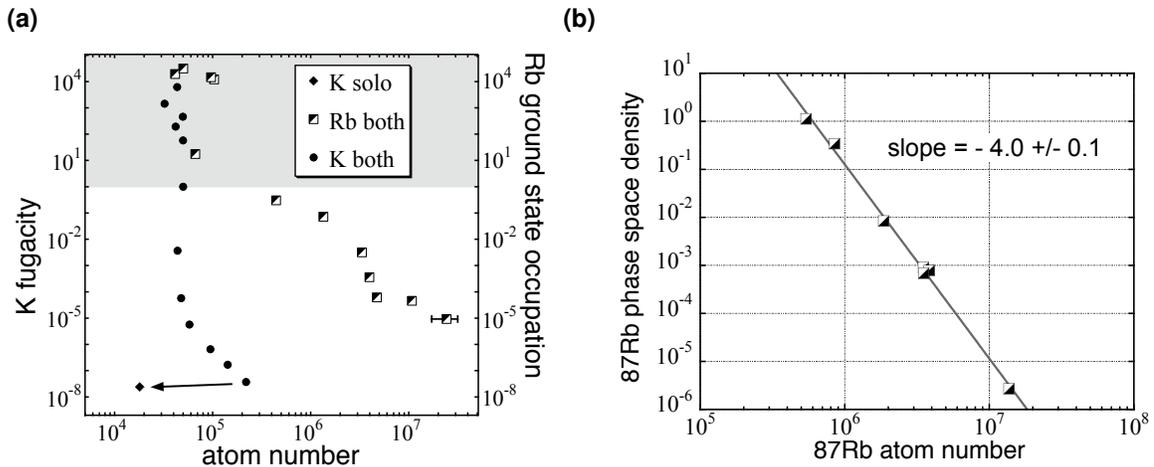 (a)
K fugacity
10^4
10^1
10^-2
10^-5
10^-8
K solo
Rb both
K both
10^4
10^1
10^-2
10^-5
10^-8
Rb ground state occupation
10^4
10^5
10^6
10^7
atom number
(b)
87Rb phase space density
10^1
10^0
10^-1
10^-2
10^-3
10^-4
10^-5
10^-6
slope = - 4.0 +/- 0.1
10^5
10^6
10^7
10^8
87Rb atom number